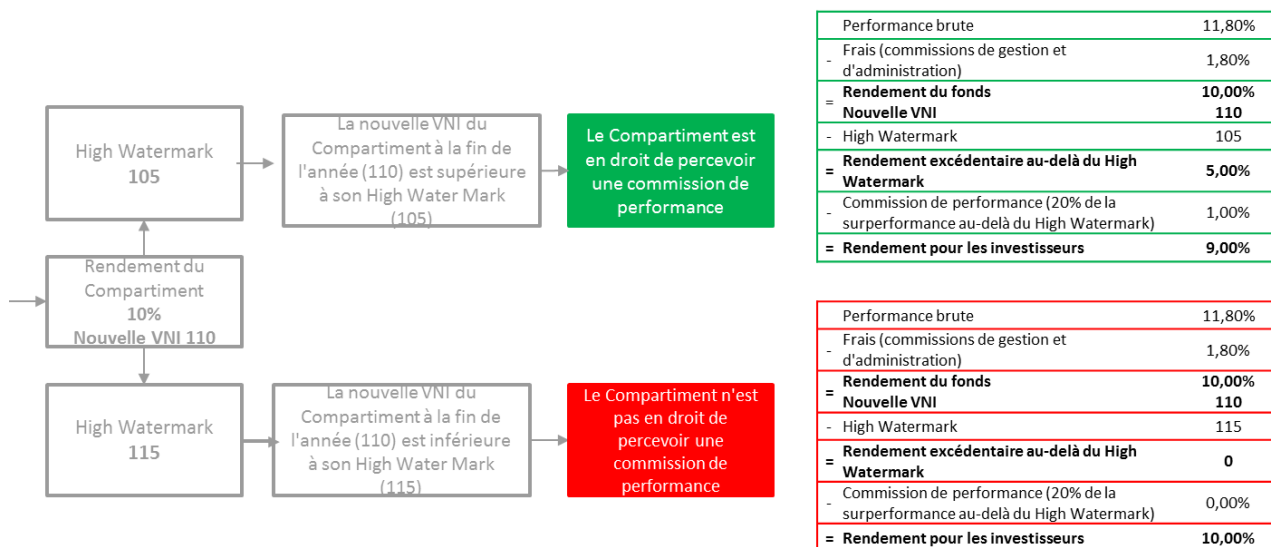 High Watermark
105
La nouvelle VNI du
Compartiment à la fin de
l'année (110) est supérieure
à son High Water Mark
(105)
Le Compartiment est
en droit de percevoir
une commission de
performance
Rendement du
Compartiment
10%
Nouvelle VNI 110
High Watermark
115
La nouvelle VNI du
Compartiment à la fin de
l'année (110) est inférieure
à son High Water Mark
(115)
Le Compartiment n'est
pas en droit de
percevoir une
commission de
performance
Performance brute 11,80%
- Frais (commissions de gestion et
d'administration) 1,80%
= Rendement du fonds 10,00%
Nouvelle VNI 110
- High Watermark 105
= Rendement excédentaire au-delà du High
Watermark 5,00%
- Commission de performance (20% de la
surperformance au-delà du High Watermark) 1,00%
= Rendement pour les investisseurs 9,00%
Performance brute 11,80%
- Frais (commissions de gestion et
d'administration) 1,80%
= Rendement du fonds 10,00%
Nouvelle VNI 110
- High Watermark 115
= Rendement excédentaire au-delà du High
Watermark 0
- Commission de performance (20% de la
surperformance au-delà du High Watermark) 0,00%
= Rendement pour les investisseurs 10,00%